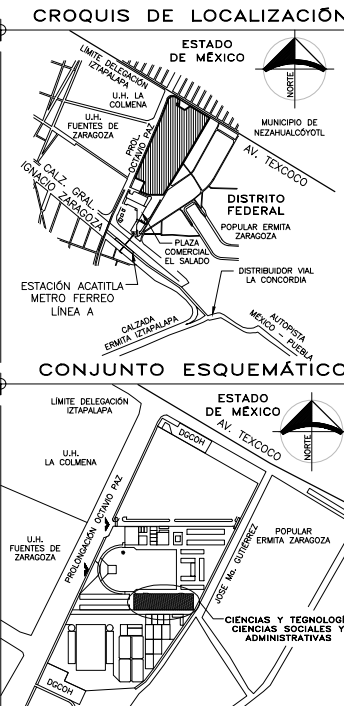 CROQUIS DE LOCALIZACIÓN
LÍMITE DELEGACIÓN
IZTAPALAPA
ESTADO
DE MÉXICO
NORTE
U.H. LA
COLMENA
U.H.
FUENTES DE
ZARAGOZA
PROL.
OCTAVIO PAZ
MUNICIPIO DE
NEZAHUALCÓYOTL
AV. TEXCOCO
CALZ. GRAL.
IGNACIO ZARAGOZA
DISTRITO
FEDERAL
POPULAR ERMITA
ZARAGOZA
PLAZA
COMERCIAL
EL SALADO
DISTRIBUIDOR VIAL
LA CONCORDIA
ESTACIÓN ACATITLA
METRO FERREO
LÍNEA A
CALZADA
ERMITA IZTAPALAPA
AUTOPISTA
MÉXICO – PUEBLA
CONJUNTO ESQUEMÁTICO
LÍMITE DELEGACIÓN
IZTAPALAPA
ESTADO
DE MÉXICO
AV. TEXCOCO
NORTE
DGCOH
U.H.
LA COLMENA
PROLONGACIÓN OCTAVIO PAZ
U.H.
FUENTES DE
ZARAGOZA
POPULAR
ERMITA ZARAGOZA
JOSE Ma. GUTIÉRREZ
CIENCIAS Y TEGNOLOGÍ
CIENCIAS SOCIALES Y
ADMINISTRATIVAS
DGCOH